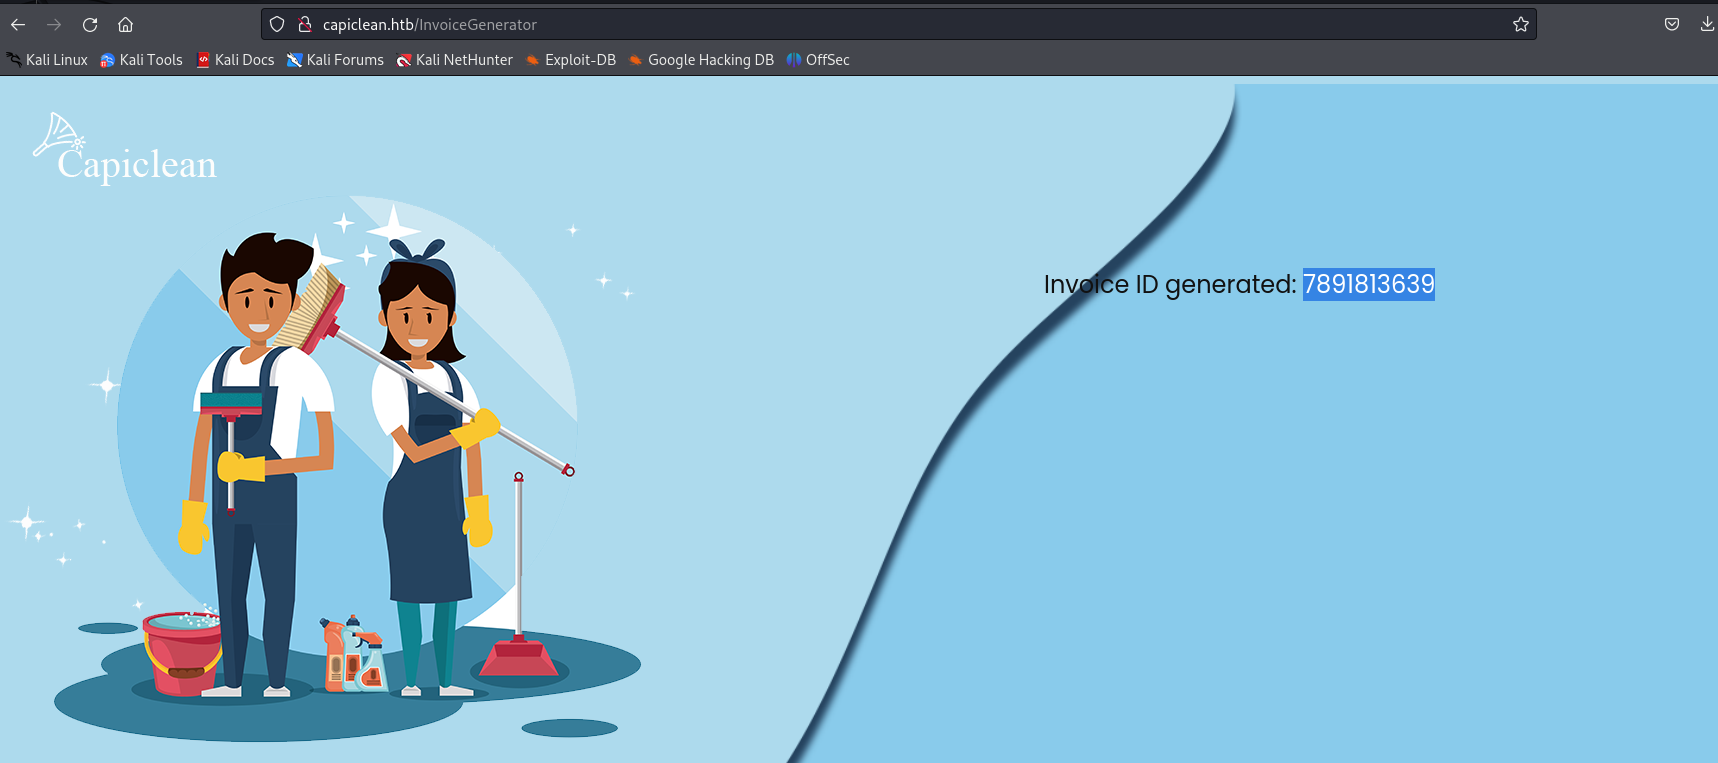 capiclean.htb/InvoiceGenerator
Kali Linux Kali Tools Kali Docs Kali Forums Kali NetHunter Exploit-DB Google Hacking DB OffSec
Capiclean
Invoice ID generated: 7891813639